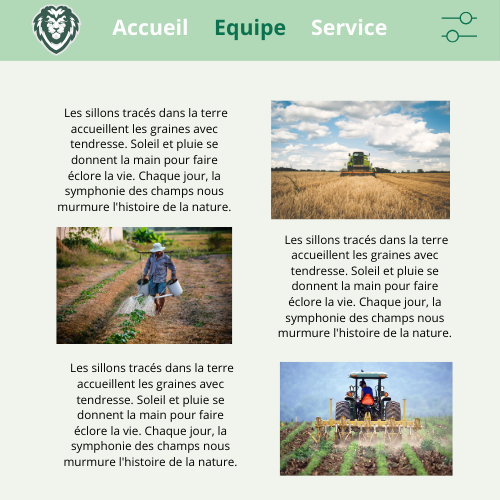 Accueil Equipe Service
Les sillons tracés dans la terre
accueillent les graines avec
tendresse. Soleil et pluie se
donnent la main pour faire
éclore la vie. Chaque jour, la
symphonie des champs nous
murmure l'histoire de la nature.
Les sillons tracés dans la terre
accueillent les graines avec
tendresse. Soleil et pluie se
donnent la main pour faire
éclore la vie. Chaque jour, la
symphonie des champs nous
murmure l'histoire de la nature.
Les sillons tracés dans la terre
accueillent les graines avec
tendresse. Soleil et pluie se
donnent la main pour faire
éclore la vie. Chaque jour, la
symphonie des champs nous
murmure l'histoire de la nature.